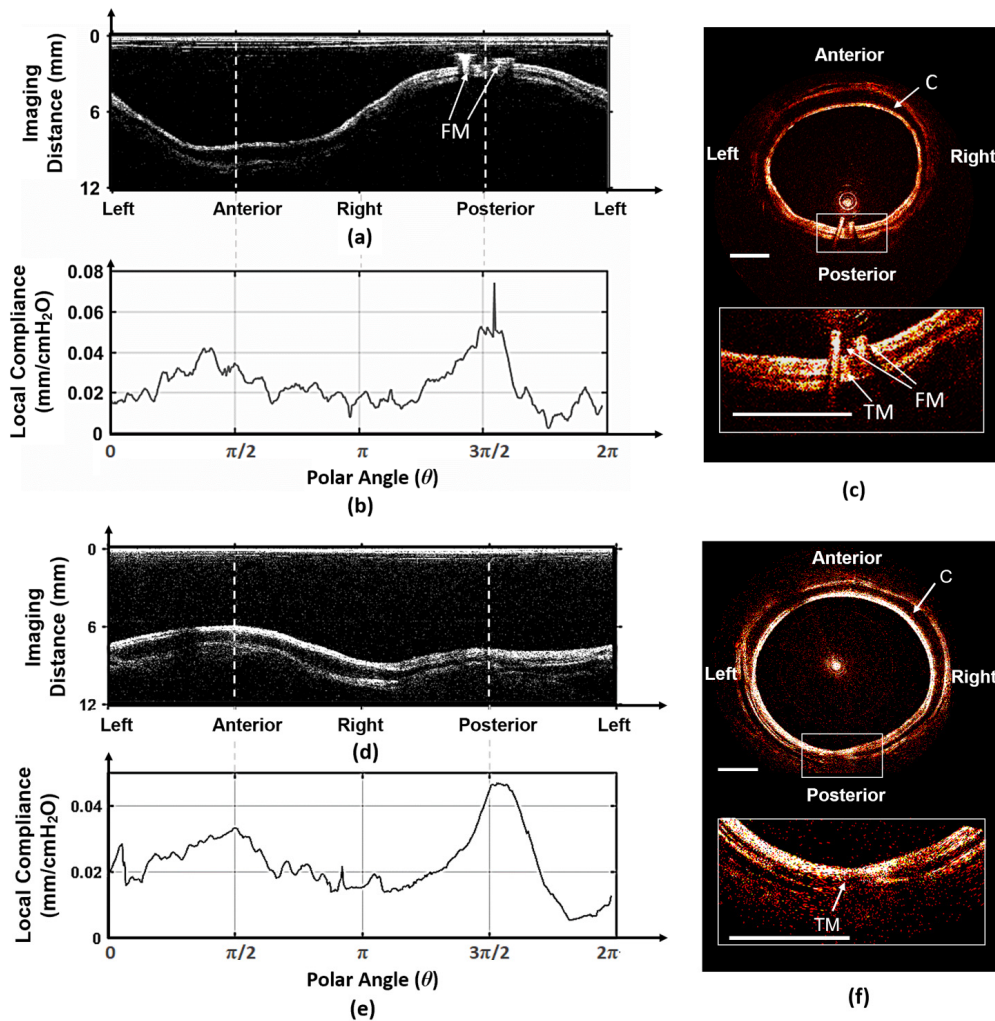 0
6
12
Imaging
Distance (mm)
FM
Left Anterior Right Posterior Left
(a)
0.08
0.06
0.04
0.02
0
Local Compliance
(mm/cmH₂O)
0 π/2 π 3π/2 2π
Polar Angle (θ)
(b)
Anterior
C
Left
Right
Posterior
TM
FM
(c)
0
6
12
Imaging
Distance (mm)
Left Anterior Right Posterior Left
(d)
0.04
0.02
0
Local Compliance
(mm/cmH₂O)
0 π/2 π 3π/2 2π
Polar Angle (θ)
(e)
Anterior
C
Left
Right
Posterior
TM
(f)